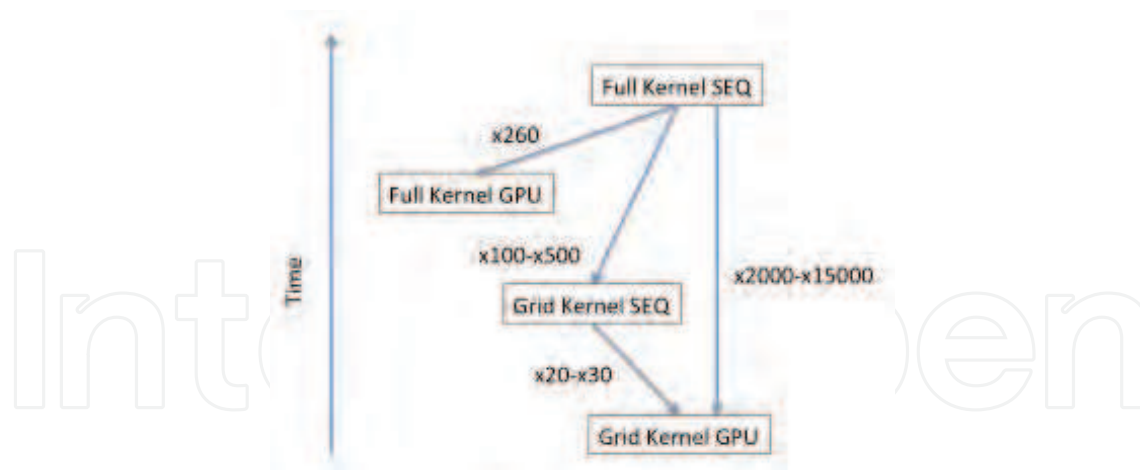 Full Kernel SEQ
x260
Full Kernel GPU
x100-x500
Time
x2000-x15000
Grid Kernel SEQ
x20-x30
Grid Kernel GPU